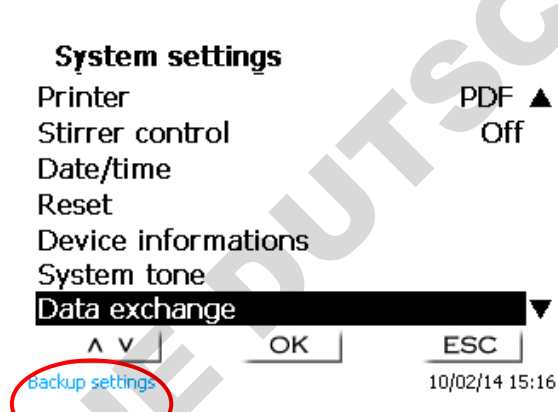 System settings
Printer PDF ▲
Stirrer control Off
Date/time
Reset
Device informations
System tone
Data exchange ▼
∧ ∨ OK ESC
Backup settings 10/02/14 15:16